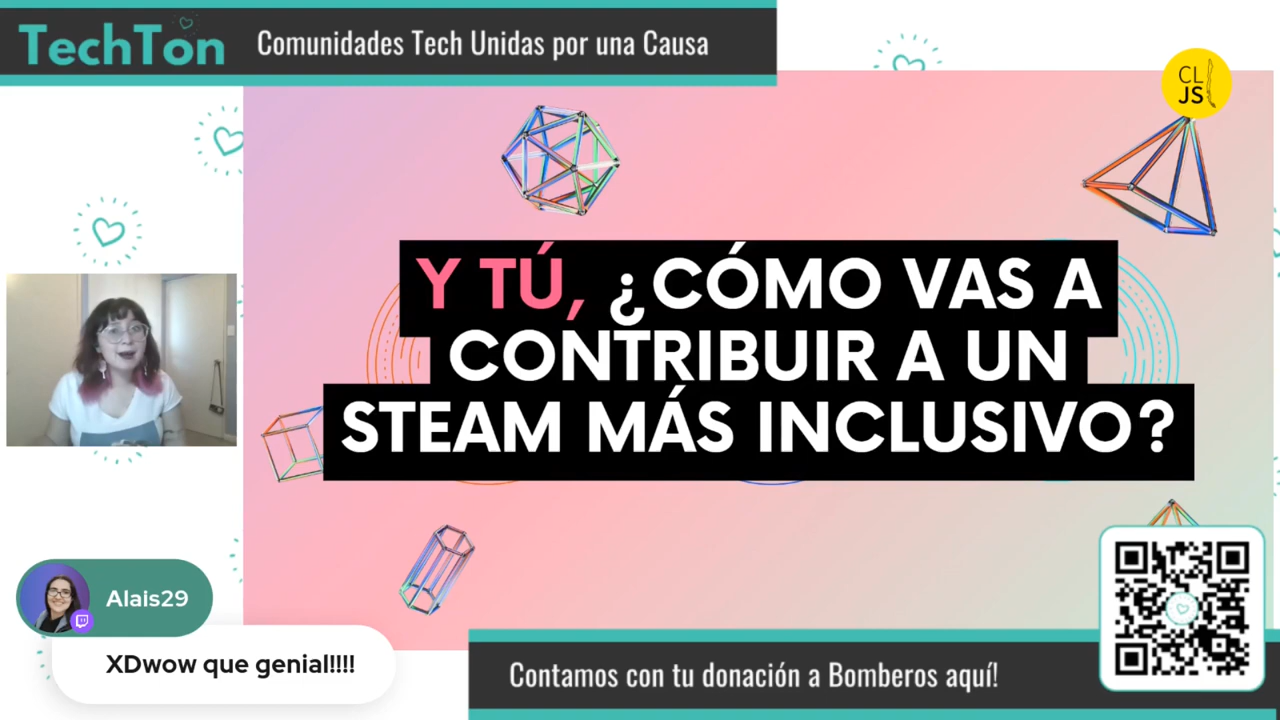 TechTon
Comunidades Tech Unidas por una Causa
CL
JS
Y TÚ, ¿CÓMO VAS A
CONTRIBUIR A UN
STEAM MÁS INCLUSIVO?
Alais29
XDwow que genial!!!!
Contamos con tu donación a Bomberos aquí!